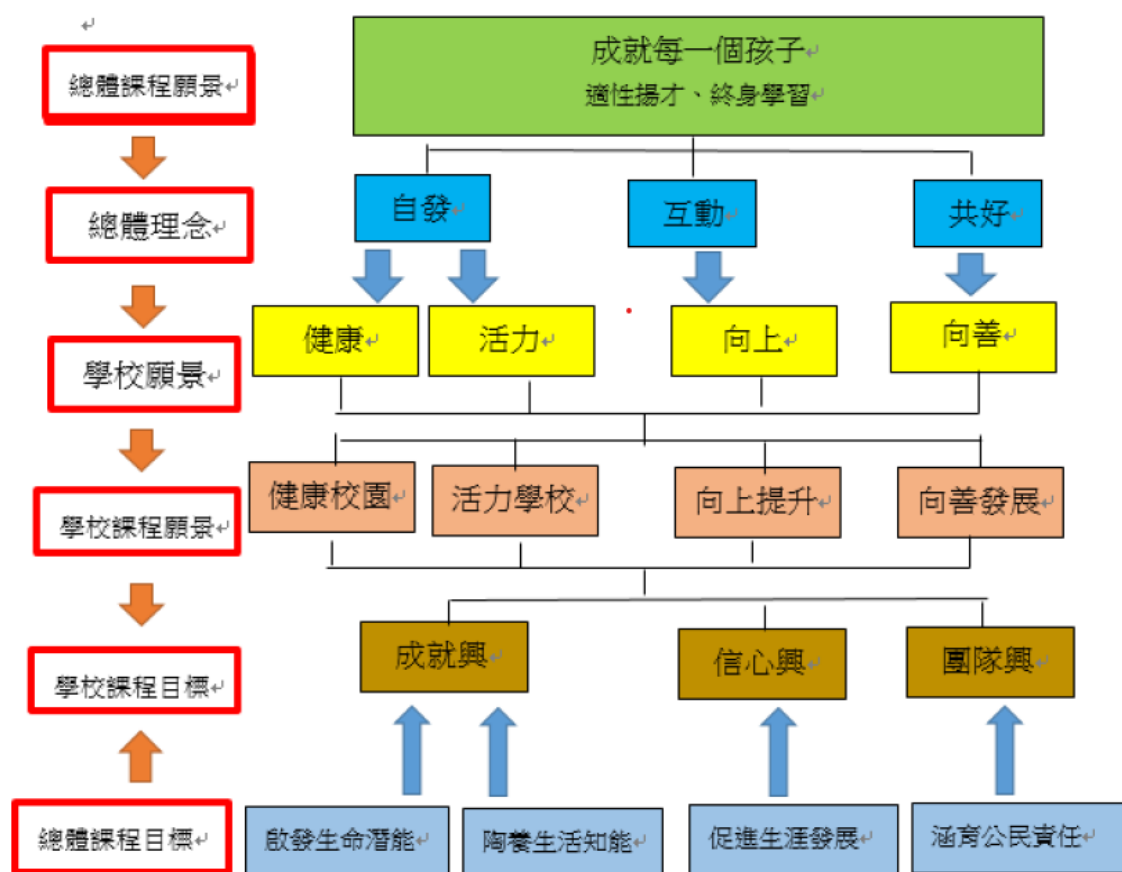 總體課程願景
成就每一個孩子
適性揚才、終身學習
總體理念
自發
互動
共好
學校願景
健康
活力
向上
向善
學校課程願景
健康校園
活力學校
向上提升
向善發展
學校課程目標
成就興
信心興
團隊興
總體課程目標
啟發生命潛能
陶養生活知能
促進生涯發展
涵育公民責任